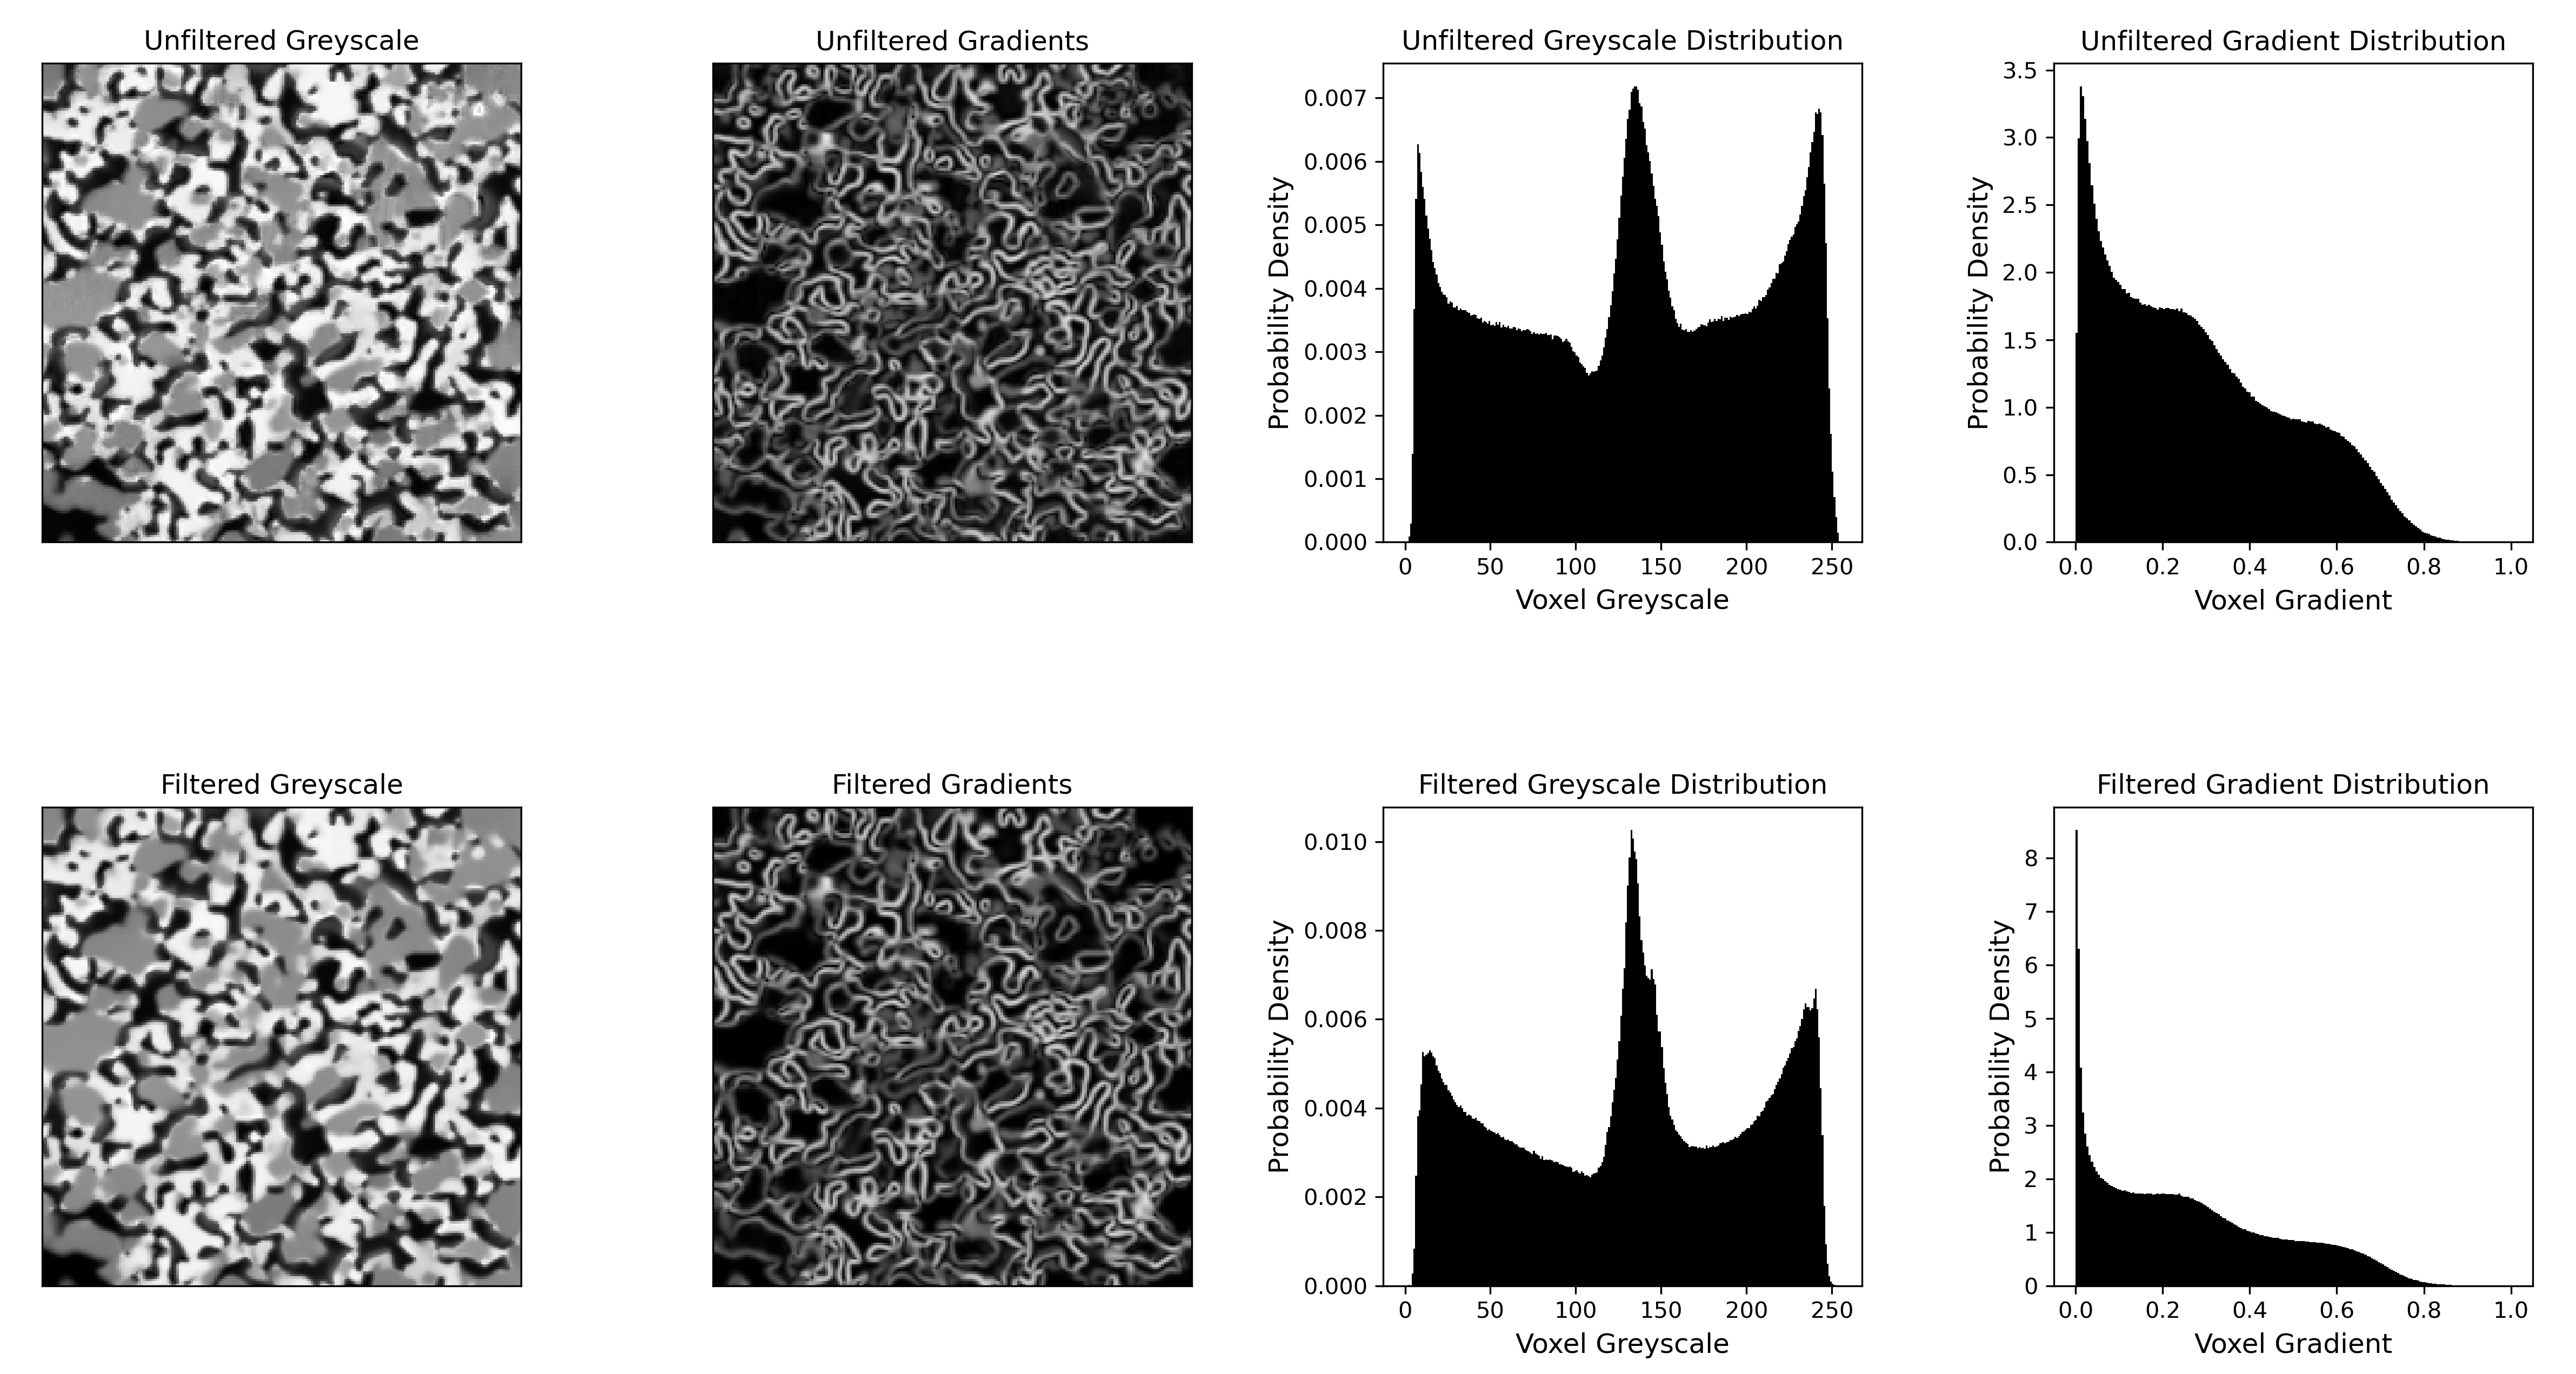 Unfiltered Greyscale
Unfiltered Gradients
Unfiltered Greyscale Distribution
Unfiltered Gradient Distribution
Probability Density
0.007
0.006
0.005
0.004
0.003
0.002
0.001
0.000
0 50 100 150 200 250
Voxel Greyscale
Probability Density
3.5
3.0
2.5
2.0
1.5
1.0
0.5
0.0
0.0 0.2 0.4 0.6 0.8 1.0
Voxel Gradient
Filtered Greyscale
Filtered Gradients
Filtered Greyscale Distribution
Filtered Gradient Distribution
Probability Density
0.010
0.008
0.006
0.004
0.002
0.000
0 50 100 150 200 250
Voxel Greyscale
Probability Density
8
7
6
5
4
3
2
1
0
0.0 0.2 0.4 0.6 0.8 1.0
Voxel Gradient